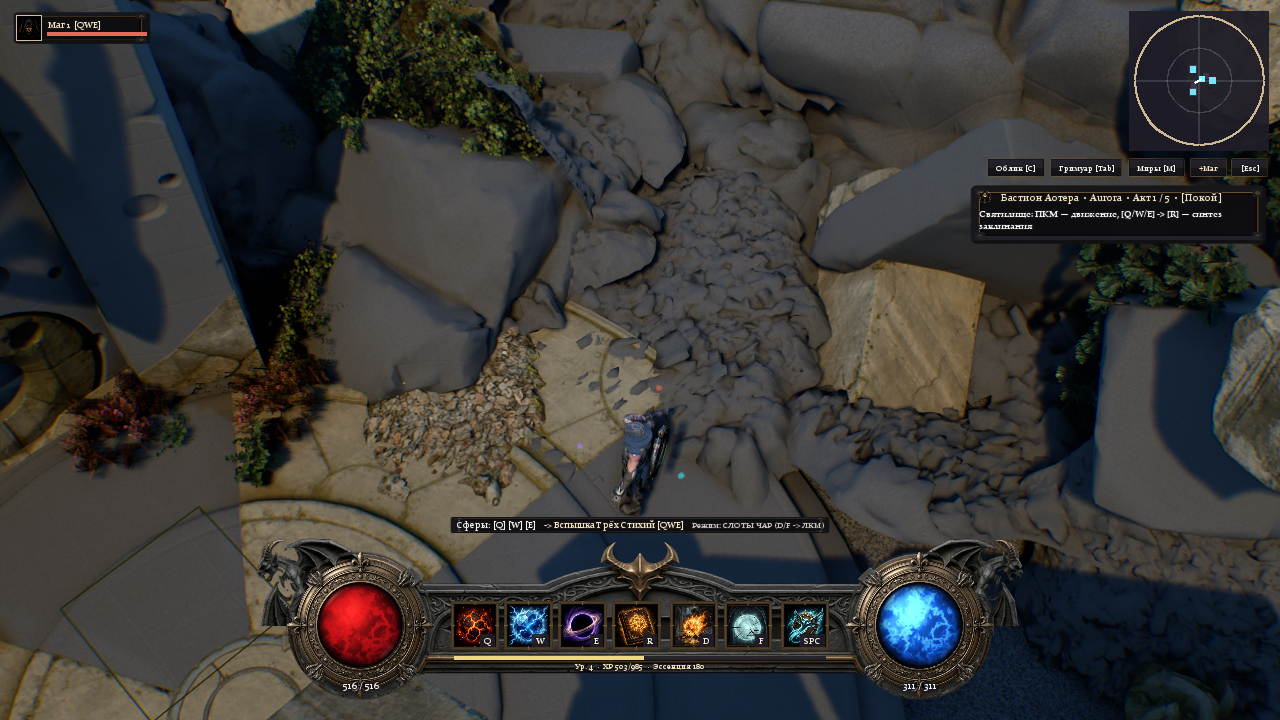 Маг1 [QWE]
Облик [C] Гримуар [Tab] Миры [M] +Маг [Esc]
Бастион Аотера • Aurora • Акт 1 / 5 • [Покой]
Святилище: ПКМ — движение, [Q/W/E] -> [R] — синтез
заклинания
Сферы: [Q] [W] [E] -> Вспышка Трёх Стихий [QWE] Режим: СЛОТЫ ЧАР (D/F -> ЛКМ)
Q W E R D F SPC
Ур. 4 · XP 503/985 · Эссенция 180
516 / 516
311 / 311